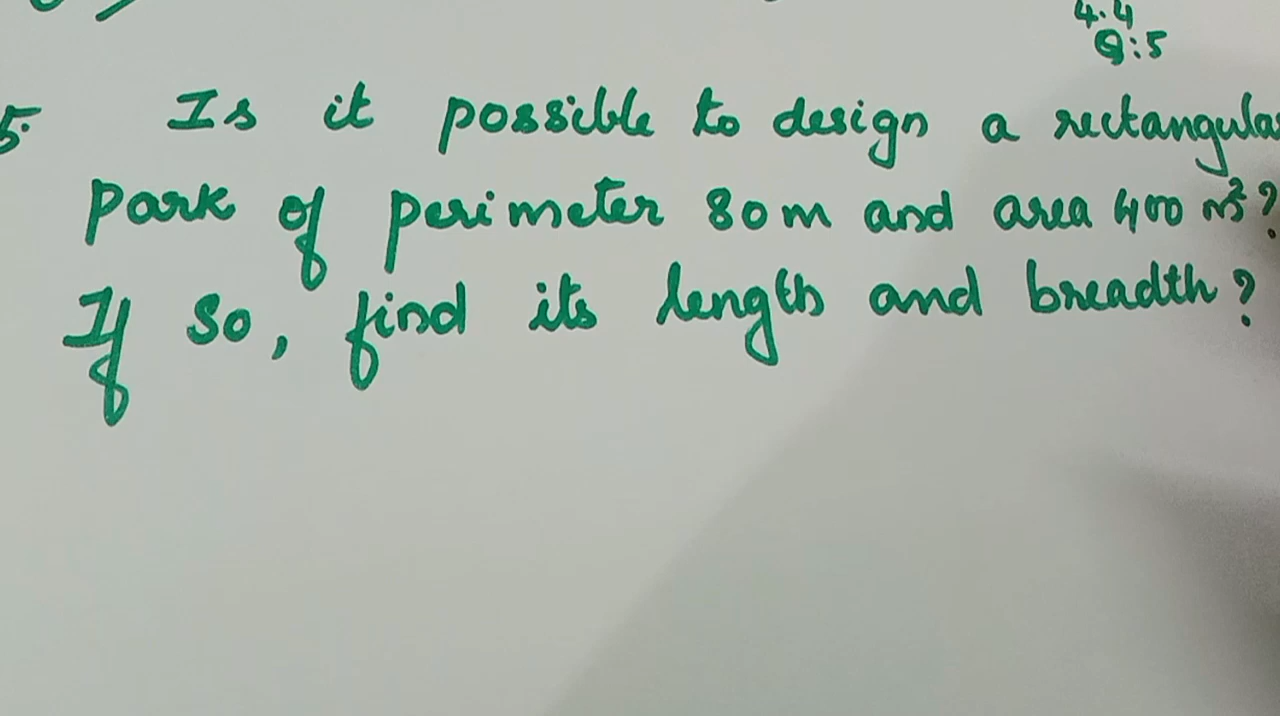 4.4
Q:5
5. Is it possible to design a rectangular
park of perimeter 80m and area 400 m²?
If so, find its length and breadth?